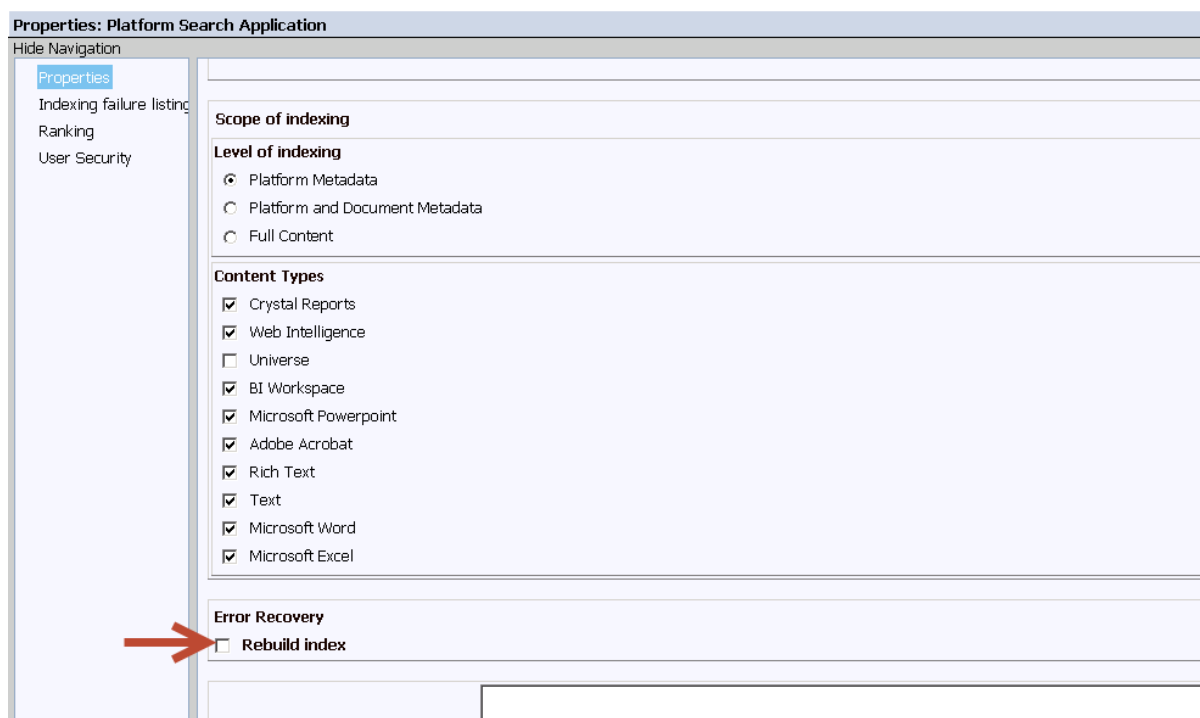 Properties: Platform Search Application
Hide Navigation
Properties
Indexing failure listing
Ranking
User Security
Scope of indexing
Level of indexing
Platform Metadata
Platform and Document Metadata
Full Content
Content Types
Crystal Reports
Web Intelligence
Universe
BI Workspace
Microsoft Powerpoint
Adobe Acrobat
Rich Text
Text
Microsoft Word
Microsoft Excel
Error Recovery
Rebuild index